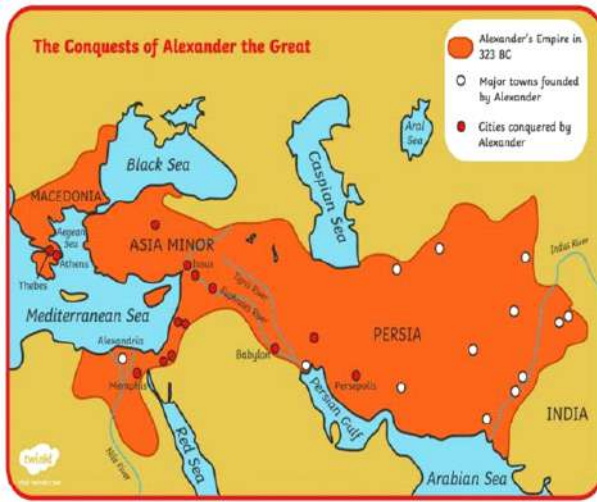 The Conquests of Alexander the Great
Alexander's Empire in
323 BC
Major towns founded
by Alexander
Cities conquered by
Alexander
Aral
Sea
Black Sea
Caspian Sea
MACEDONIA
Aegean
Sea
ASIA MINOR
Athens
Issus
Thebes
Tigris River
Euphrates River
Indus River
Mediterranean Sea
Alexandria
PERSIA
Babylon
Persepolis
Memphis
Persian Gulf
INDIA
Nile River
Red Sea
Arabian Sea
twinkl